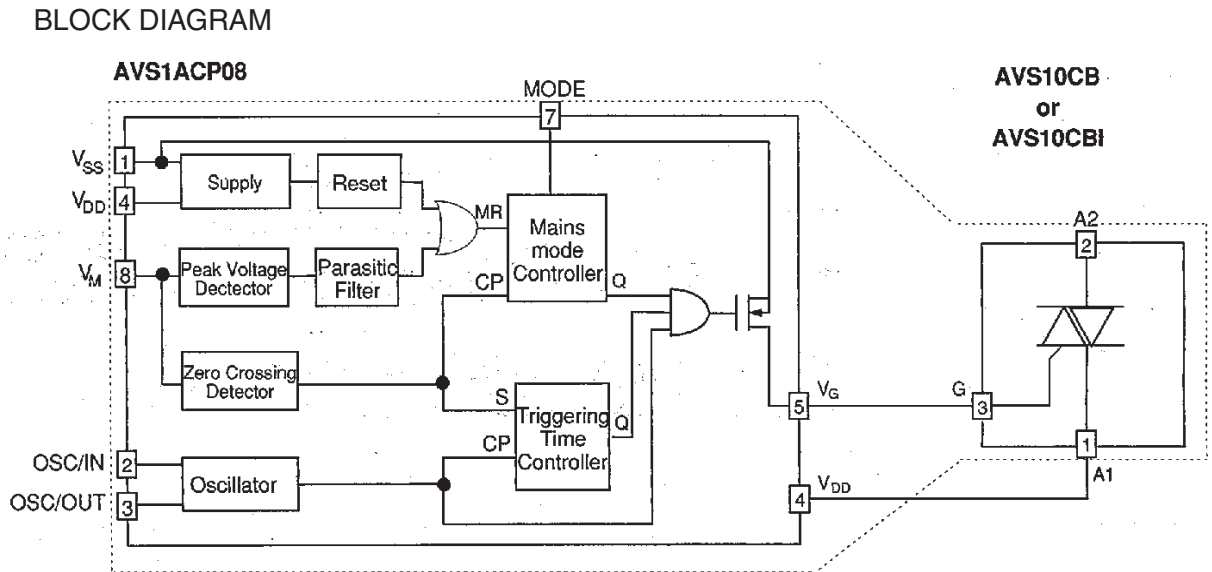 BLOCK DIAGRAM
AVS1ACP08
AVS10CB
or
AVS10CBI
MODE
7
VSS
1
Supply
Reset
VDD
4
MR
Mains
mode
Controller
VM
8
Peak Voltage
Dectector
Parasitic
Filter
CP
Q
Zero Crossing
Detector
S
Triggering
Time
Controller
Q
CP
OSC/IN
2
OSC/OUT
3
Oscillator
5
VG
4
VDD
A2
2
G
3
1
A1